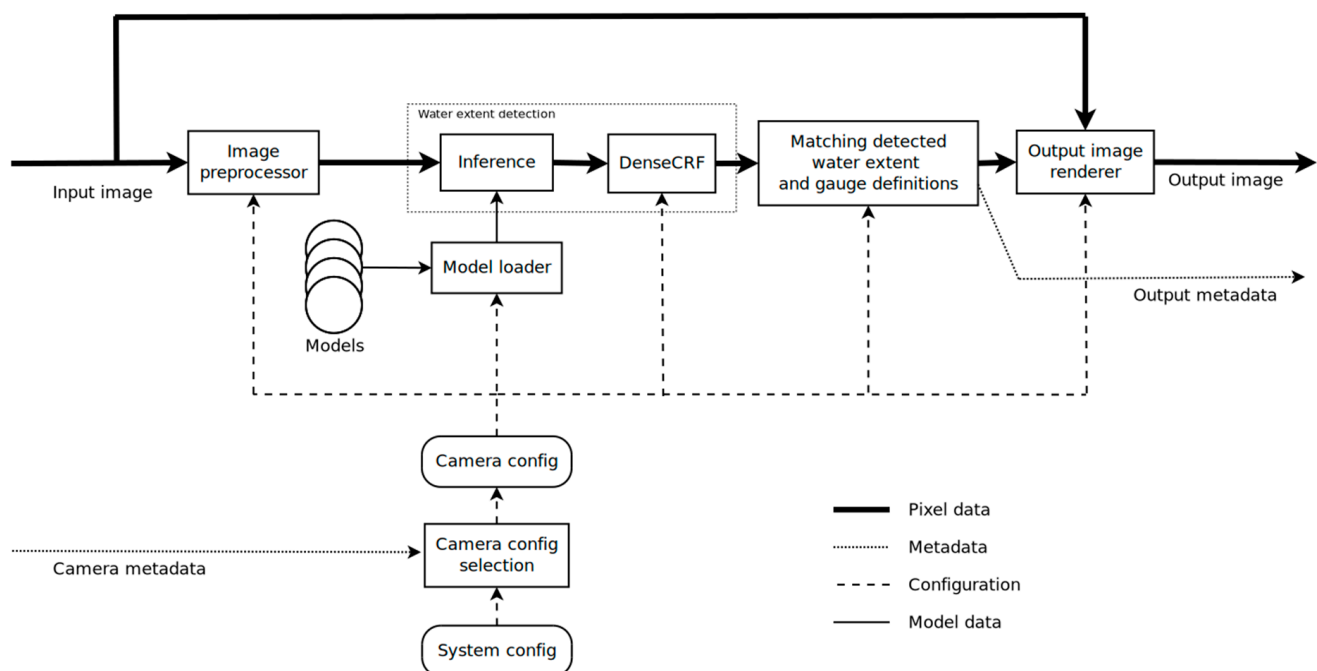 Water extent detection
Image
preprocessor
Inference
DenseCRF
Matching detected
water extent
and gauge definitions
Output image
renderer
Input image
Output image
Model loader
Models
Output metadata
Camera config
Camera config
selection
Camera metadata
System config
Pixel data
Metadata
Configuration
Model data